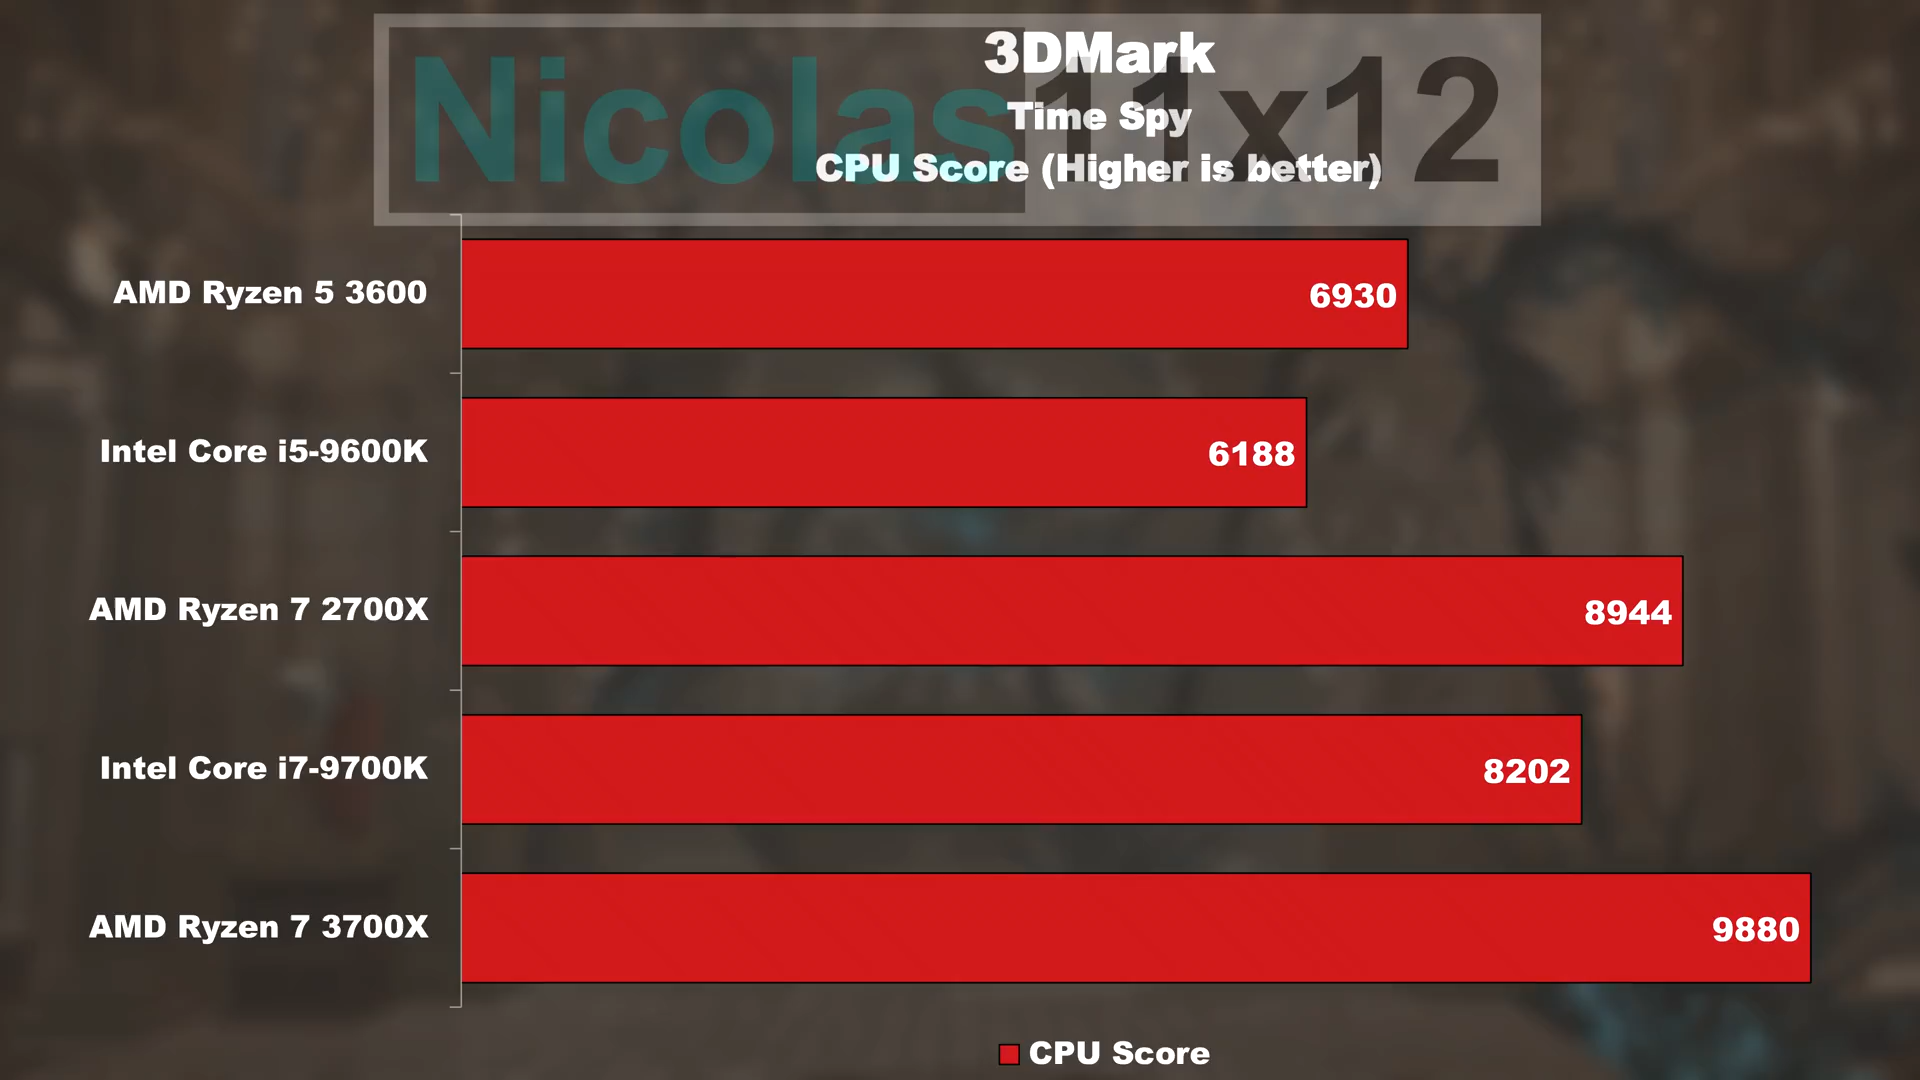 Nicolas11x12
3DMark
Time Spy
CPU Score (Higher is better)
AMD Ryzen 5 3600
6930
Intel Core i5-9600K
6188
AMD Ryzen 7 2700X
8944
Intel Core i7-9700K
8202
AMD Ryzen 7 3700X
9880
CPU Score